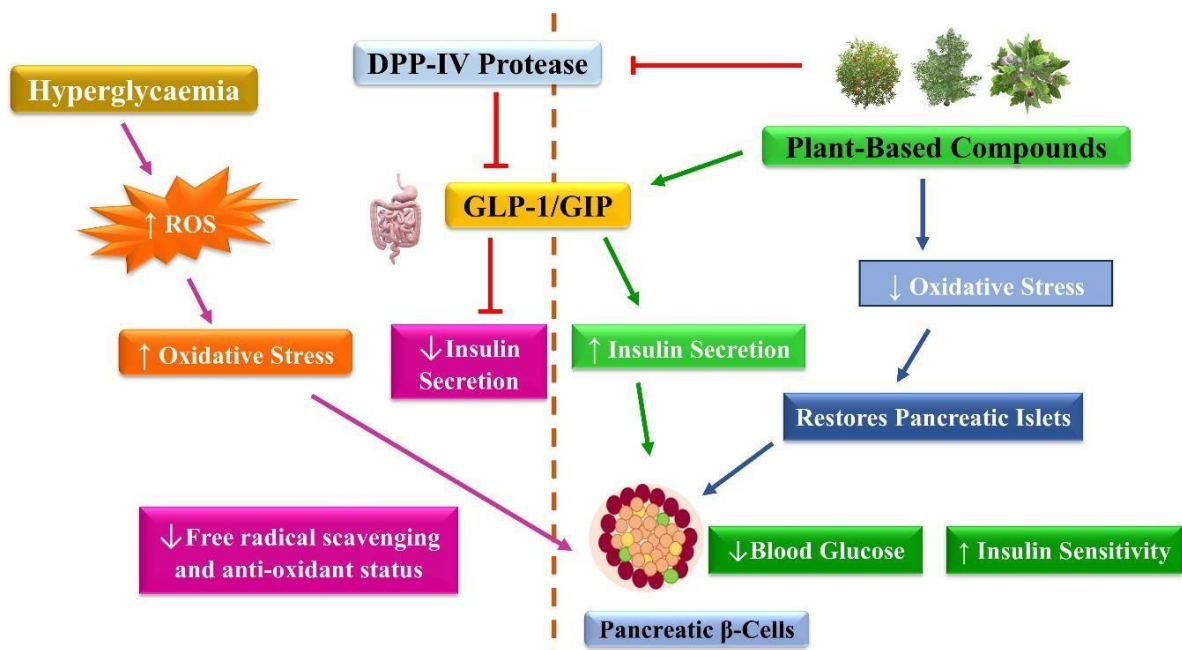 DPP-IV Protease
Hyperglycaemia
Plant-Based Compounds
↑ ROS
GLP-1/GIP
↓ Oxidative Stress
↑ Oxidative Stress
↓ Insulin
Secretion
↑ Insulin Secretion
Restores Pancreatic Islets
↓ Free radical scavenging
and anti-oxidant status
↓ Blood Glucose
↑ Insulin Sensitivity
Pancreatic β-Cells